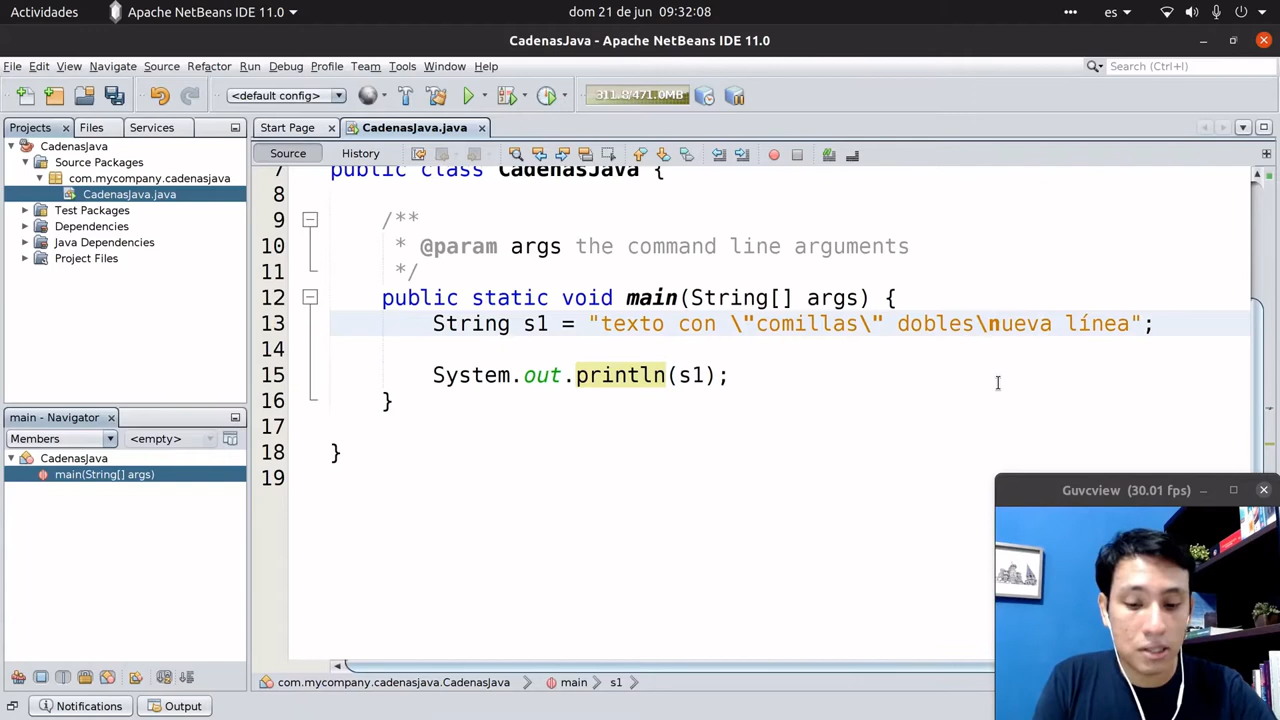 Actividades Apache NetBeans IDE 11.0 dom 21 de jun 09:32:08 es
CadenasJava - Apache NetBeans IDE 11.0
File Edit View Navigate Source Refactor Run Debug Profile Team Tools Window Help Search (Ctrl+I)
<default config> 311.8/471.0MB
Projects Files Services Start Page CadenasJava.java
CadenasJava
Source Packages
com.mycompany.cadenasjava
CadenasJava.java
Test Packages
Dependencies
Java Dependencies
Project Files
Source History
7 public class CadenasJava {
8
9 /**
10 * @param args the command line arguments
11 */
12 public static void main(String[] args) {
13 String s1 = "texto con \"comillas\" dobles\nueva línea";
14
15 System.out.println(s1);
16 }
17
18 }
19
main - Navigator
Members <empty>
CadenasJava
main(String[] args)
Guvcview (30.01 fps)
com.mycompany.cadenasjava.CadenasJava main s1
Notifications Output